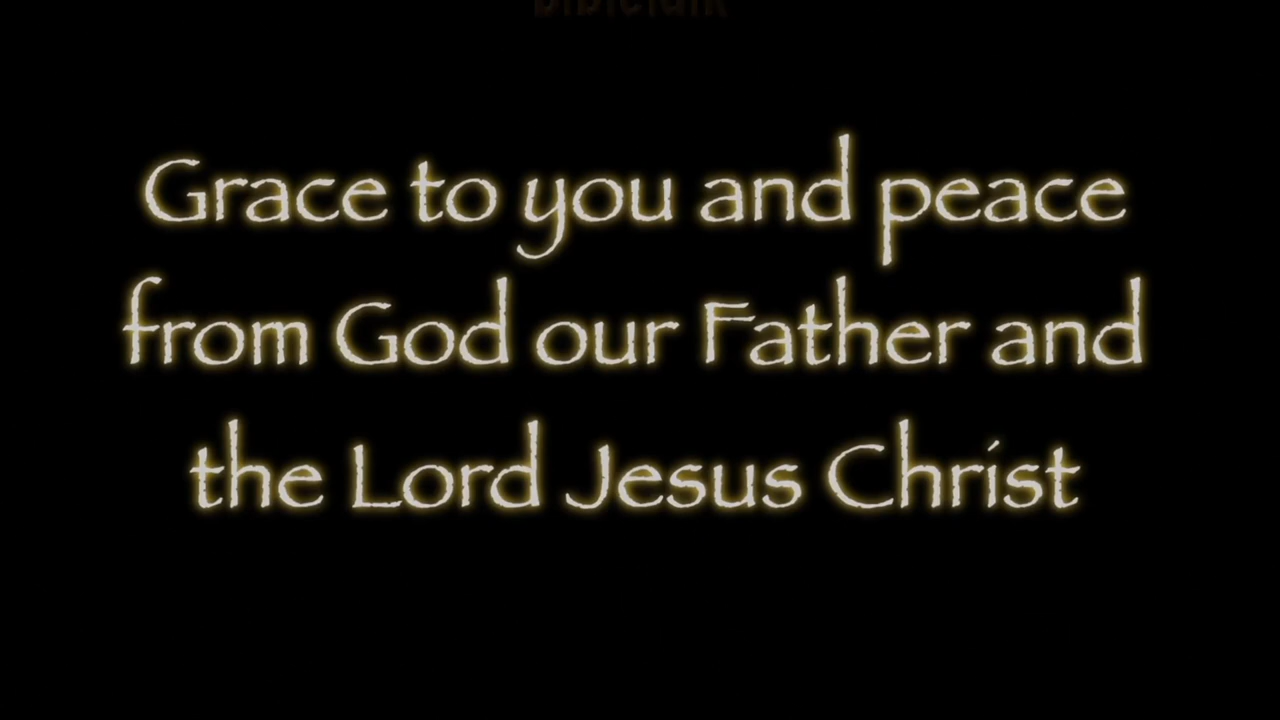 Grace to you and peace
from God our Father and
the Lord Jesus Christ